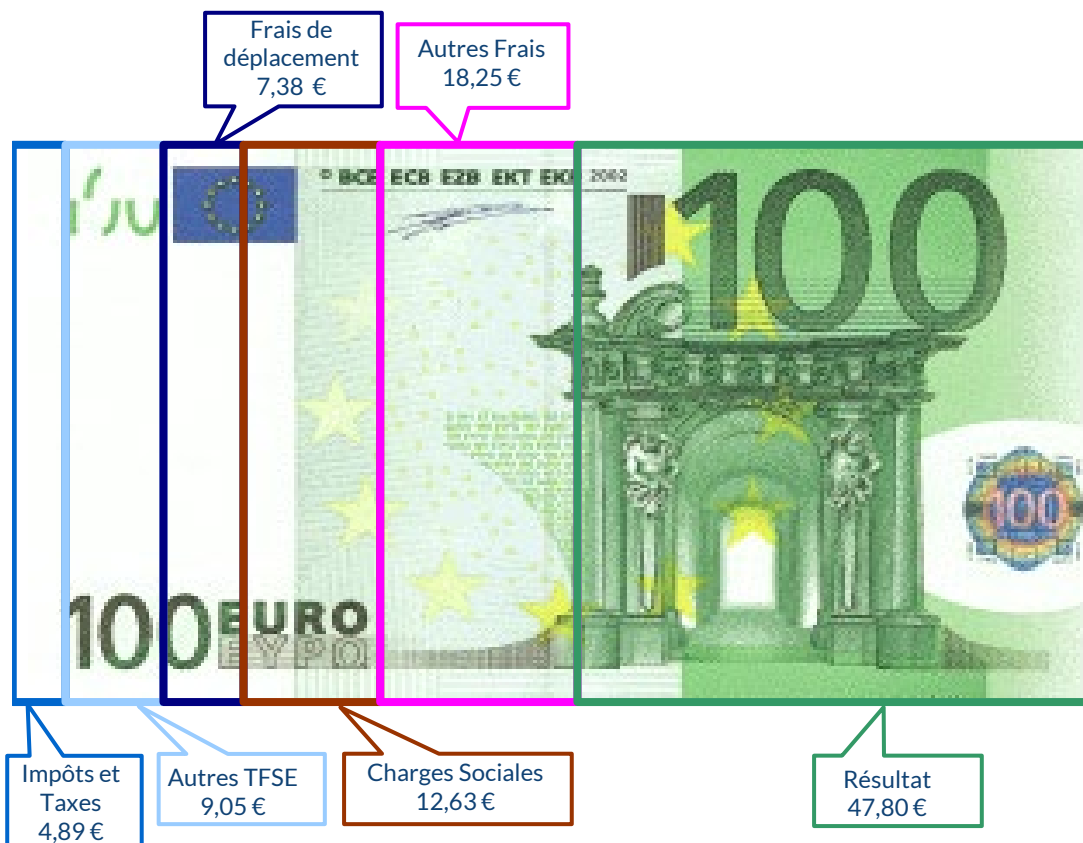 Frais de
déplacement
7,38 €
Autres Frais
18,25 €
© BCE ECB EZB EKT EKP 2002
100
100
100 EURO
ΕΥΡΩ
Impôts et
Taxes
4,89 €
Autres TFSE
9,05 €
Charges Sociales
12,63 €
Résultat
47,80 €